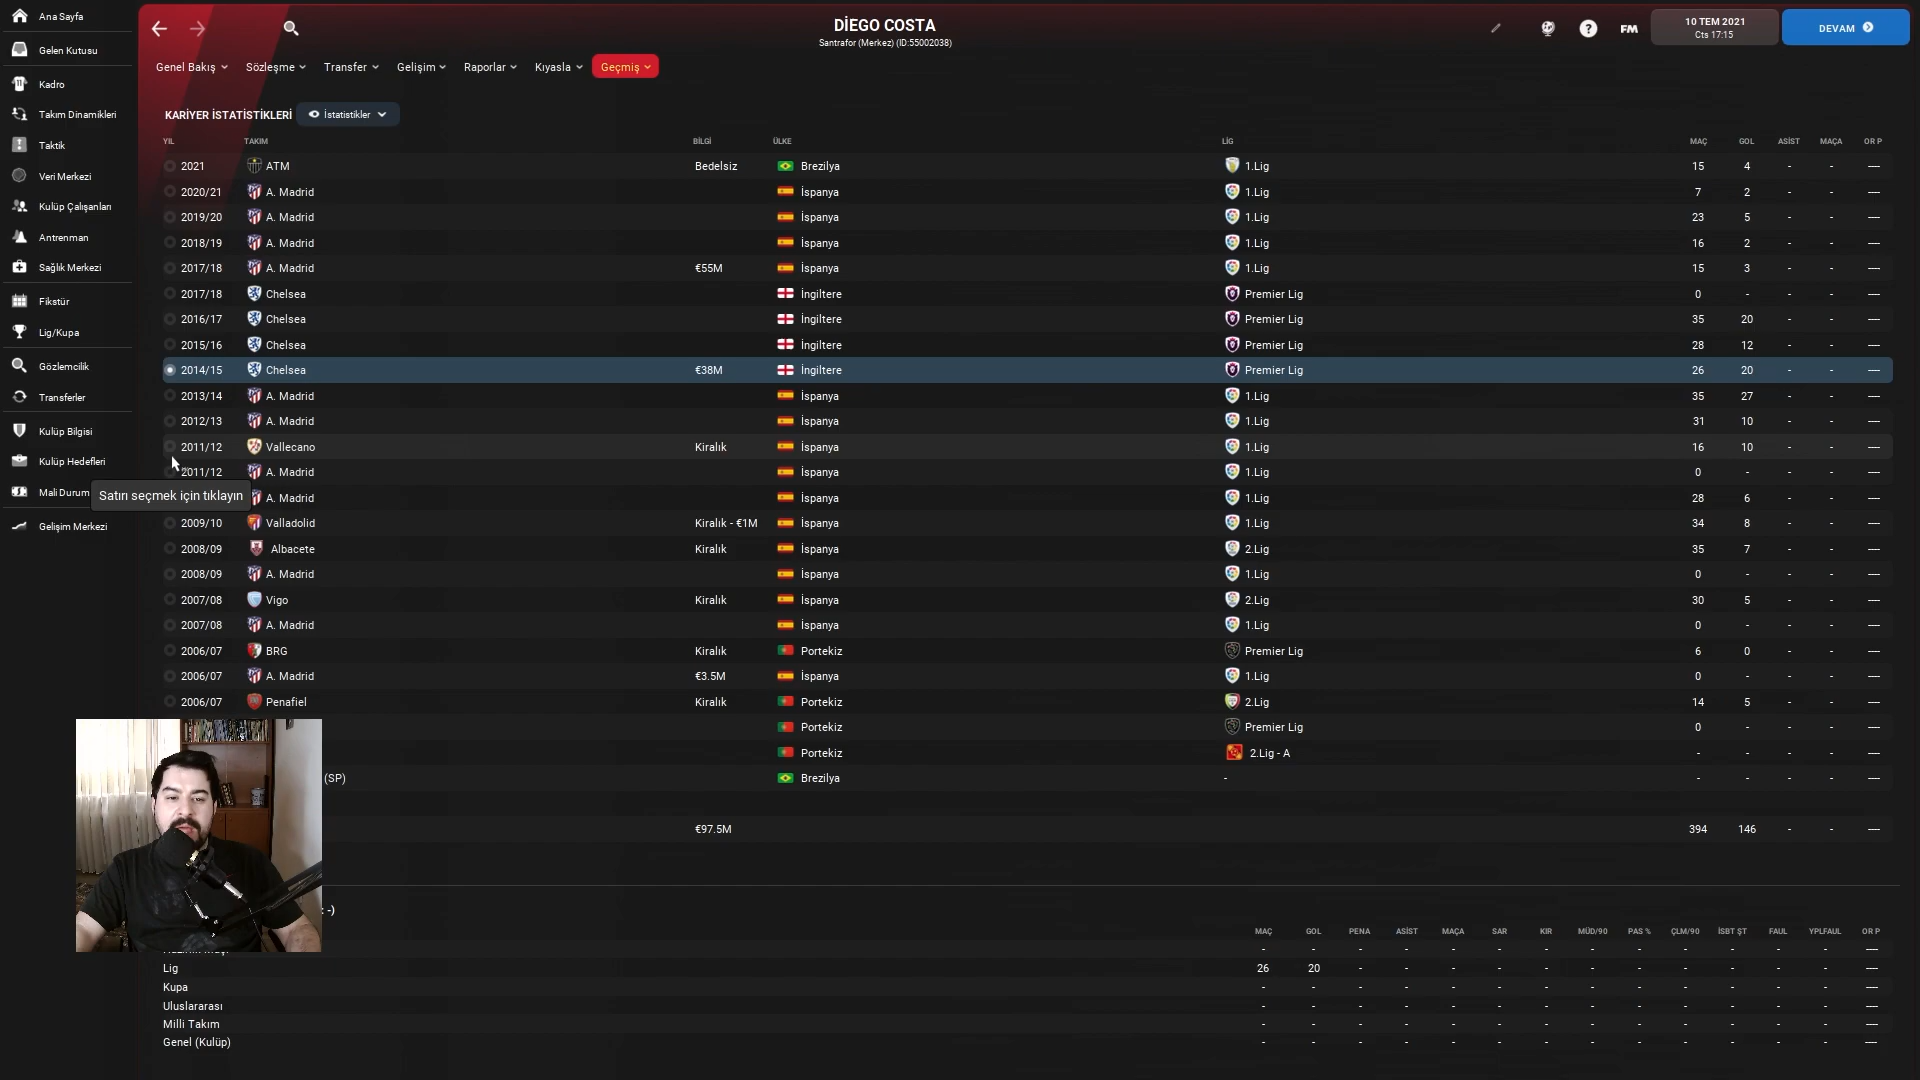 Ana Sayfa
Gelen Kutusu
Kadro
Takım Dinamikleri
Taktik
Veri Merkezi
Kulüp Çalışanları
Antrenman
Sağlık Merkezi
Fikstür
Lig/Kupa
Gözlemcilik
Transferler
Kulüp Bilgisi
Kulüp Hedefleri
Mali Durum
Gelişim Merkezi
DİEGO COSTA
Santrafor (Merkez) (ID:55002038)
FM
10 TEM 2021
Cts 17:15
DEVAM
Genel Bakış Sözleşme Transfer Gelişim Raporlar Kıyasla Geçmiş
KARİYER İSTATİSTİKLERİ İstatistikler
YIL TAKIM BİLGİ ÜLKE LİG MAÇ GOL ASİST MAÇA OR P
2021 ATM Bedelsiz Brezilya 1.Lig 15 4 - - ---
2020/21 A. Madrid İspanya 1.Lig 7 2 - - ---
2019/20 A. Madrid İspanya 1.Lig 23 5 - - ---
2018/19 A. Madrid İspanya 1.Lig 16 2 - - ---
2017/18 A. Madrid €55M İspanya 1.Lig 15 3 - - ---
2017/18 Chelsea İngiltere Premier Lig 0 - - - ---
2016/17 Chelsea İngiltere Premier Lig 35 20 - - ---
2015/16 Chelsea İngiltere Premier Lig 28 12 - - ---
2014/15 Chelsea €38M İngiltere Premier Lig 26 20 - - ---
2013/14 A. Madrid İspanya 1.Lig 35 27 - - ---
2012/13 A. Madrid İspanya 1.Lig 31 10 - - ---
2011/12 Vallecano Kiralık İspanya 1.Lig 16 10 - - ---
2011/12 A. Madrid İspanya 1.Lig 0 - - - ---
Satırı seçmek için tıklayın
A. Madrid İspanya 1.Lig 28 6 - - ---
2009/10 Valladolid Kiralık - €1M İspanya 1.Lig 34 8 - - ---
2008/09 Albacete Kiralık İspanya 2.Lig 35 7 - - ---
2008/09 A. Madrid İspanya 1.Lig 0 - - - ---
2007/08 Vigo Kiralık İspanya 2.Lig 30 5 - - ---
2007/08 A. Madrid İspanya 1.Lig 0 - - - ---
2006/07 BRG Kiralık Portekiz Premier Lig 6 0 - - ---
2006/07 A. Madrid €3.5M İspanya 1.Lig 0 - - - ---
2006/07 Penafiel Kiralık Portekiz 2.Lig 14 5 - - ---
Portekiz Premier Lig 0 - - - ---
Portekiz 2.Lig - A - - - - ---
(SP) Brezilya - - - - - ---
€97.5M 394 146 - - ---
: -)
MAÇ GOL PENA ASİST MAÇA SAR KIR MÜD/90 PAS % ÇLM/90 İSBT ŞT FAUL YPLFAUL OR P
- - - - - - - - - - - - - ---
Lig 26 20 - - - - - - - - - - - ---
Kupa - - - - - - - - - - - - - ---
Uluslararası - - - - - - - - - - - - - ---
Milli Takım - - - - - - - - - - - - - ---
Genel (Kulüp) - - - - - - - - - - - - - ---